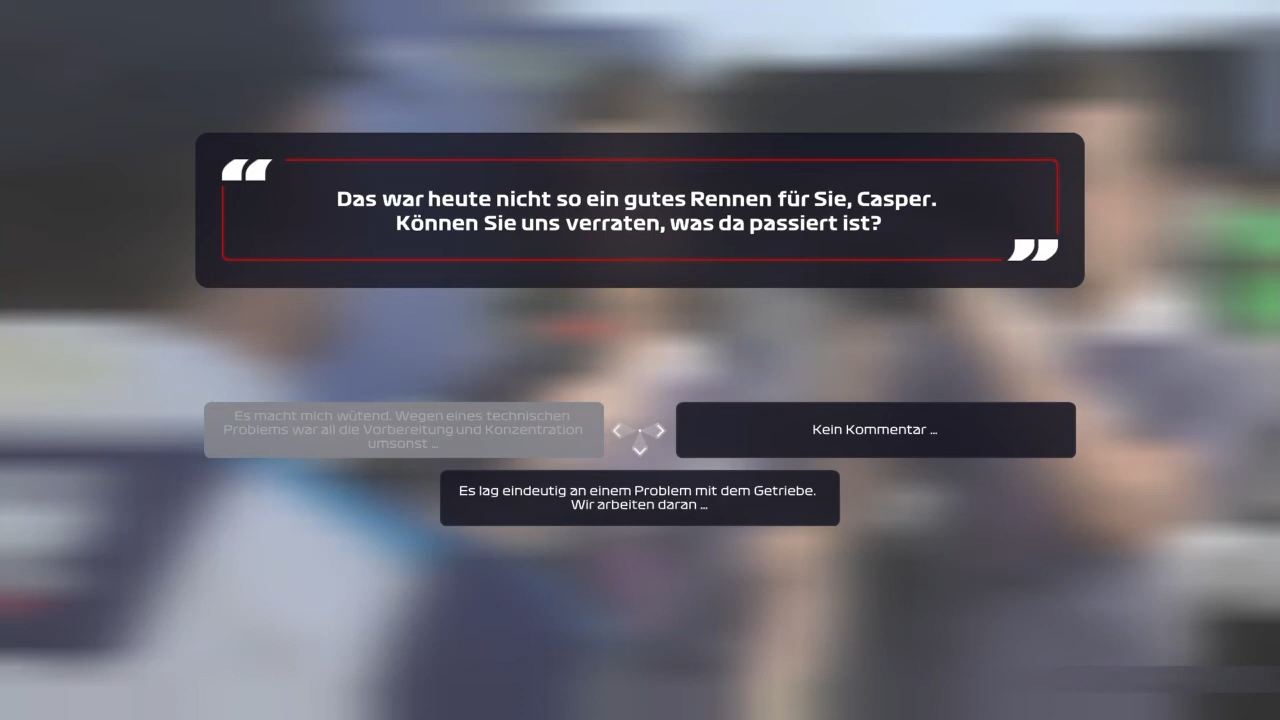 Das war heute nicht so ein gutes Rennen für Sie, Casper.
Können Sie uns verraten, was da passiert ist?
Es macht mich wütend. Wegen eines technischen
Problems war all die Vorbereitung und Konzentration
umsonst ...
Kein Kommentar ...
Es lag eindeutig an einem Problem mit dem Getriebe.
Wir arbeiten daran ...